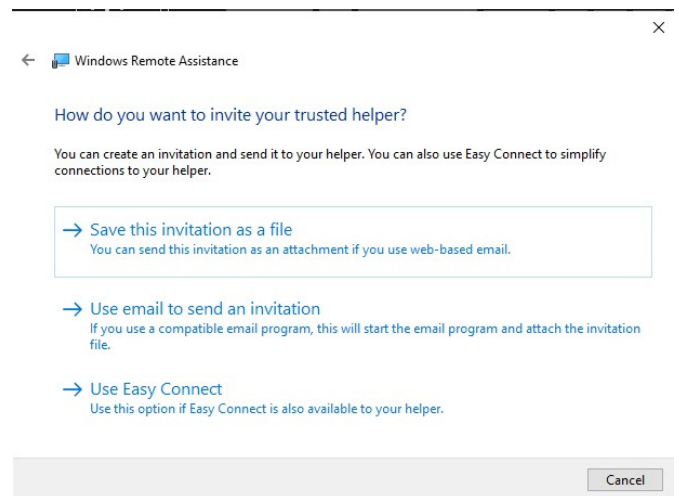 Windows Remote Assistance
How do you want to invite your trusted helper?
You can create an invitation and send it to your helper. You can also use Easy Connect to simplify
connections to your helper.
Save this invitation as a file
You can send this invitation as an attachment if you use web-based email.
Use email to send an invitation
If you use a compatible email program, this will start the email program and attach the invitation
file.
Use Easy Connect
Use this option if Easy Connect is also available to your helper.
Cancel